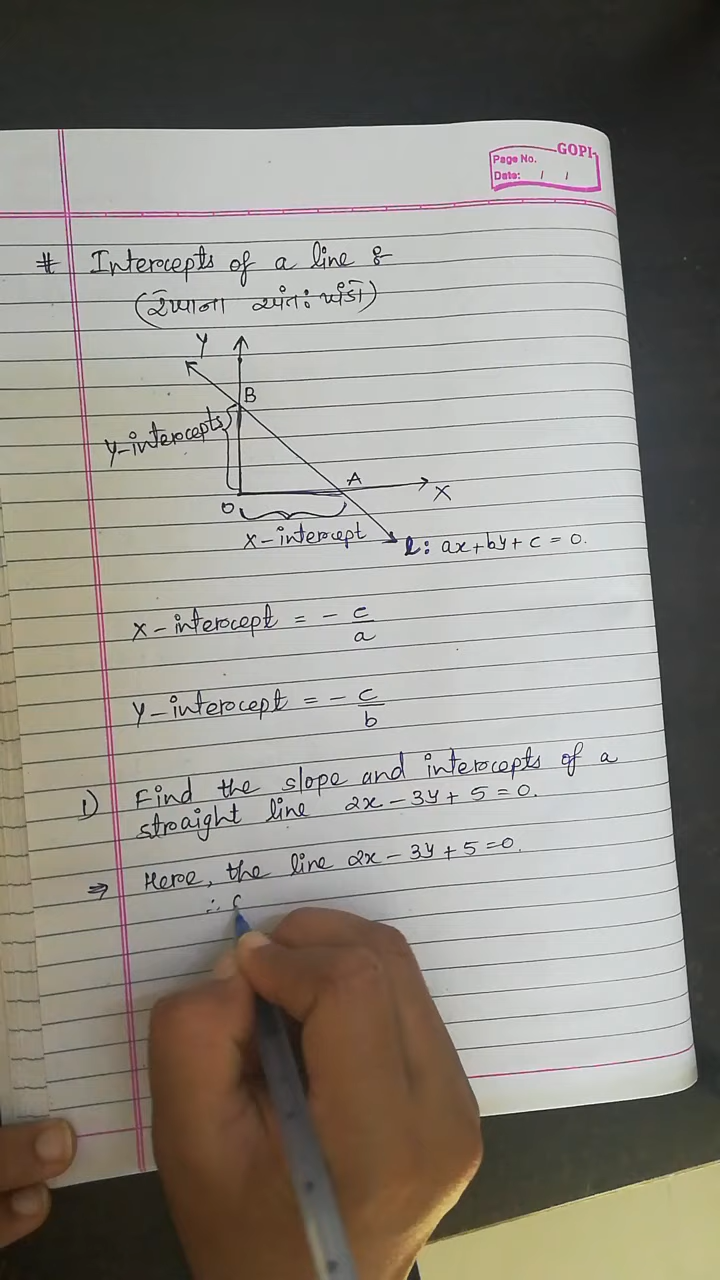 GOPI
Page No.
Date: / /
# Intercepts of a line :-
(રેખાના અંતઃખંડો)
Y
B
Y-intercepts
A
X
O
X-intercept
l: ax+by+c=0.
X-intercept = - c/a
Y-intercept = - c/b
1) Find the slope and intercepts of a
straight line 2x-3y+5=0.
⇒ Here, the line 2x-3y+5=0.
∴